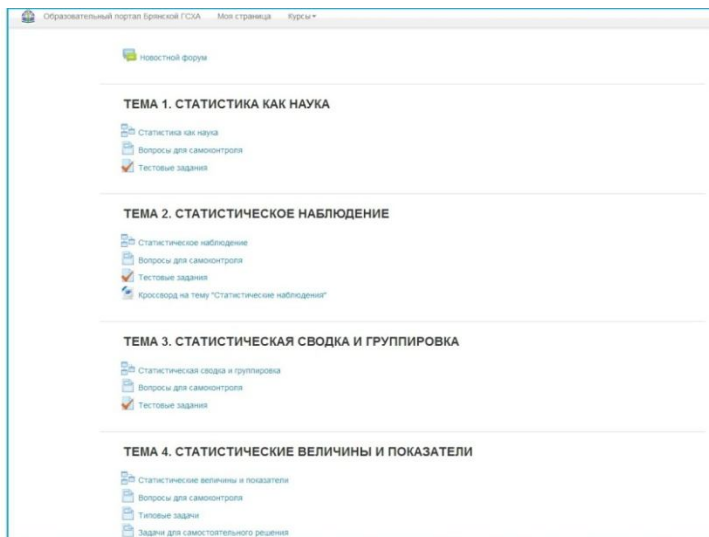 Образовательный портал Брянской ГСХА Моя страница Курсы
Новостной форум
ТЕМА 1. СТАТИСТИКА КАК НАУКА
Статистика как наука
Вопросы для самоконтроля
Тестовые задания
ТЕМА 2. СТАТИСТИЧЕСКОЕ НАБЛЮДЕНИЕ
Статистическое наблюдение
Вопросы для самоконтроля
Тестовые задания
Кроссворд на тему "Статистические наблюдения"
ТЕМА 3. СТАТИСТИЧЕСКАЯ СВОДКА И ГРУППИРОВКА
Статистическая сводка и группировка
Вопросы для самоконтроля
Тестовые задания
ТЕМА 4. СТАТИСТИЧЕСКИЕ ВЕЛИЧИНЫ И ПОКАЗАТЕЛИ
Статистические величины и показатели
Вопросы для самоконтроля
Типовые задачи
Задачи для самостоятельного решения